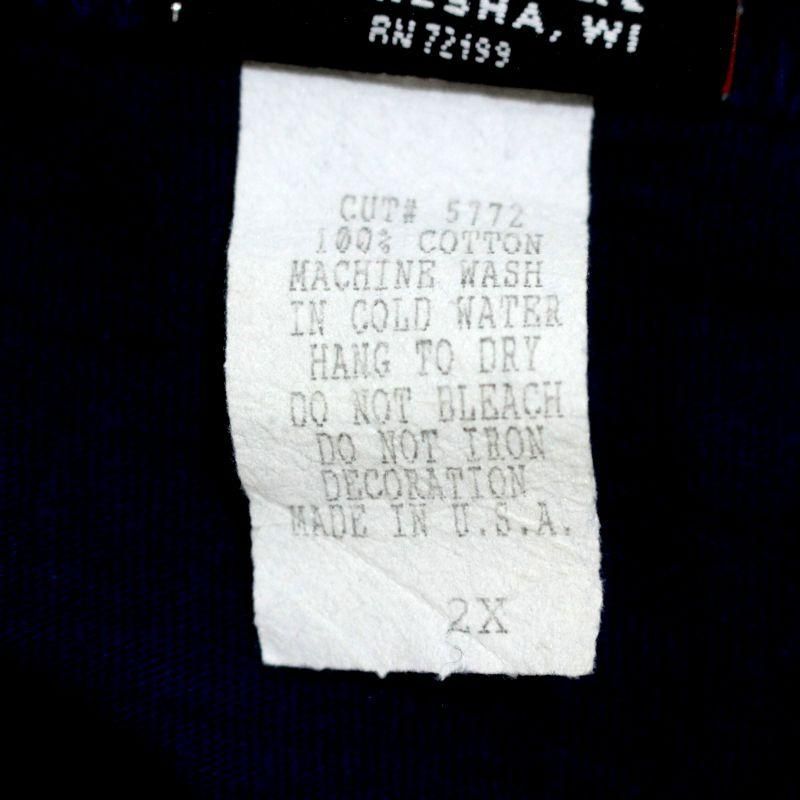 WI
RN 72199
CUT# 5772
100% COTTON
MACHINE WASH
IN COLD WATER
HANG TO DRY
DO NOT BLEACH
DO NOT IRON
DECORATION
MADE IN U.S.A.
2X